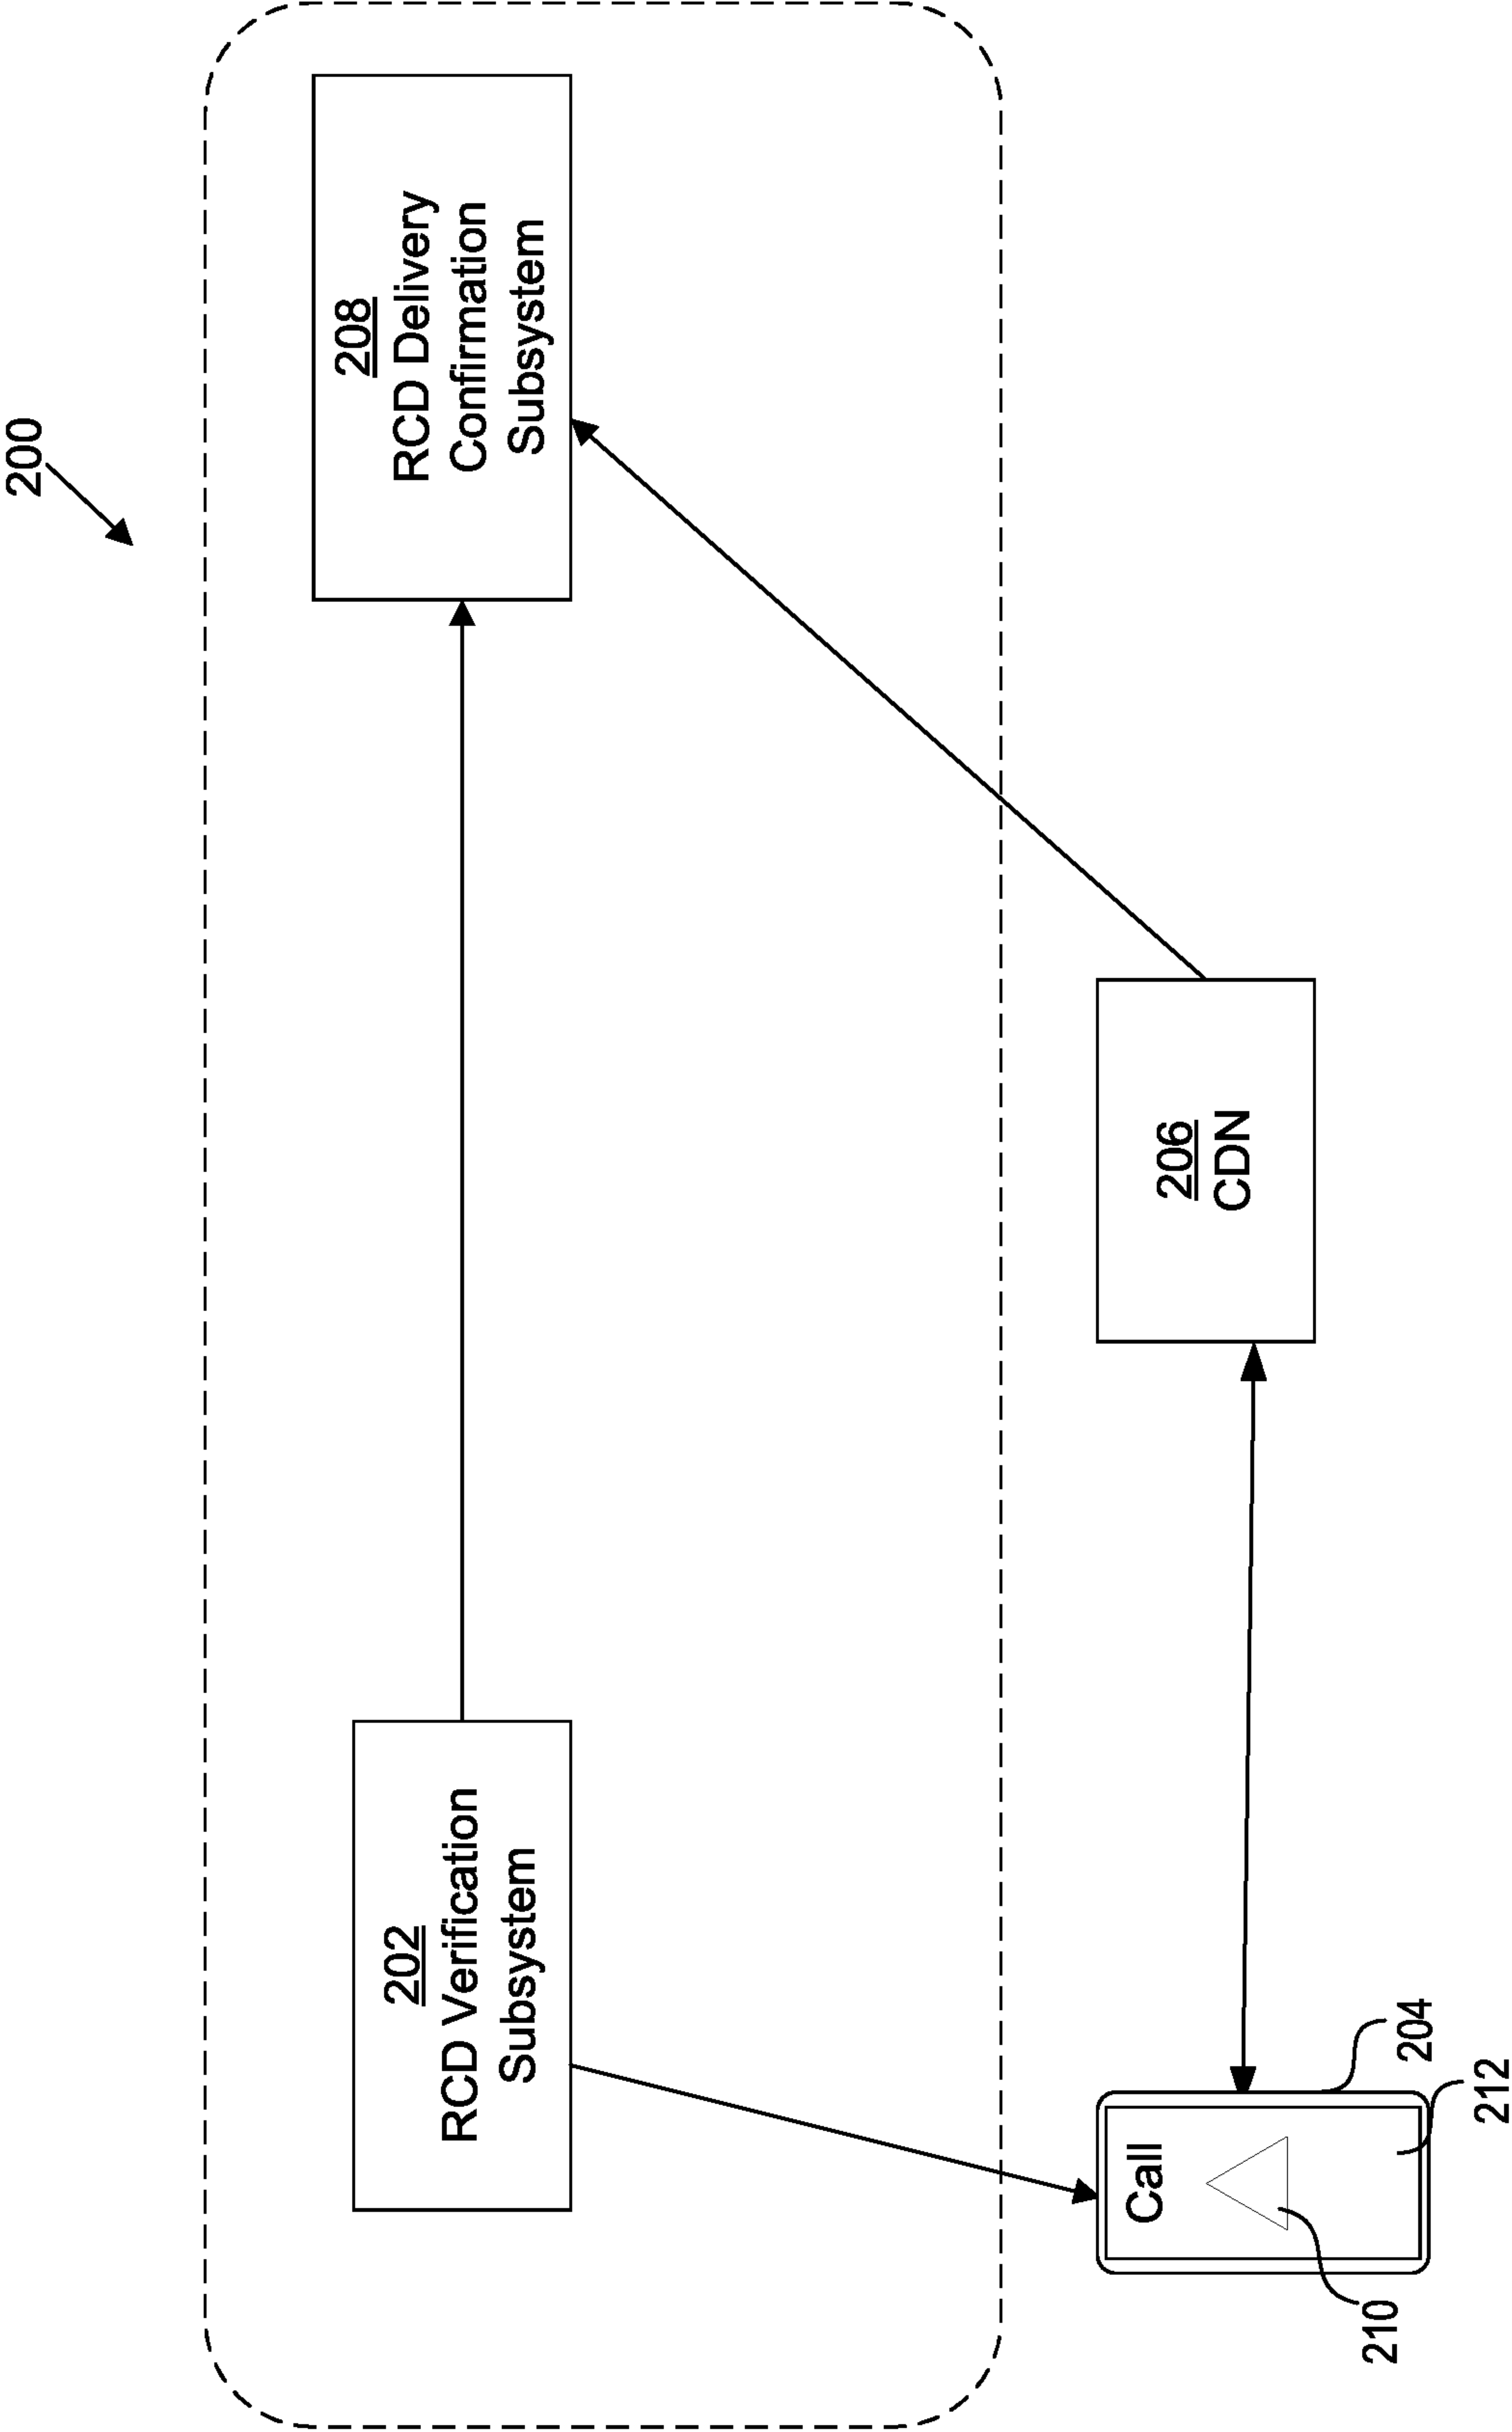 200
202
RCD Verification
Subsystem
208
RCD Delivery
Confirmation
Subsystem
Call
210
204
212
206
CDN